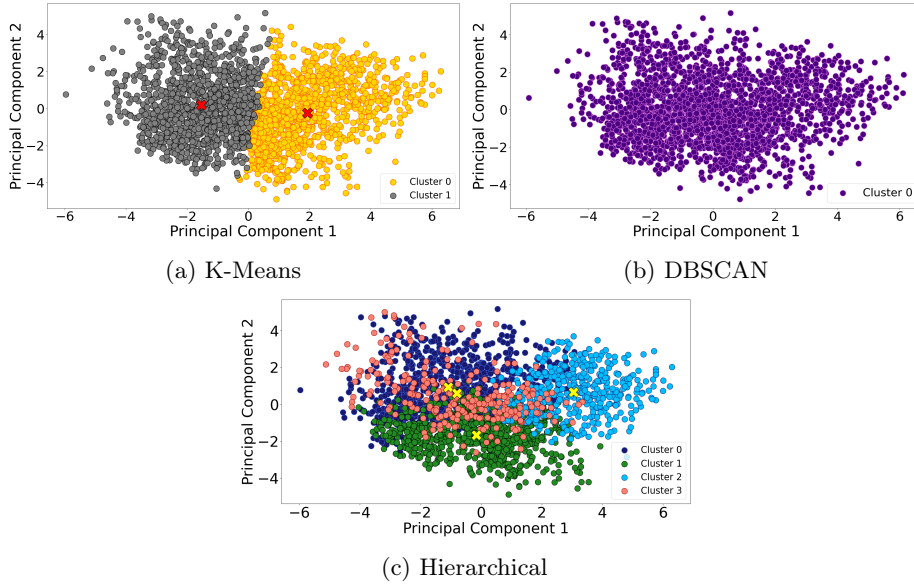 Principal Component 2
4
2
0
−2
−4
Cluster 0
Cluster 1
−6
−4
−2
0
2
4
6
Principal Component 1
(a) K-Means
Principal Component 2
4
2
0
−2
−4
Cluster 0
−6
−4
−2
0
2
4
6
Principal Component 1
(b) DBSCAN
Principal Component 2
4
2
0
−2
−4
Cluster 0
Cluster 1
Cluster 2
Cluster 3
−6
−4
−2
0
2
4
6
Principal Component 1
(c) Hierarchical